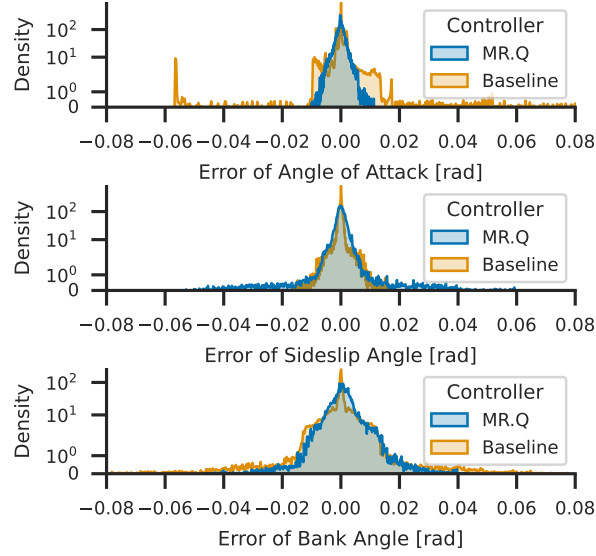 Density
10²
10⁰
0
Controller
MR.Q
Baseline
−0.08 −0.06 −0.04 −0.02 0.00 0.02 0.04 0.06 0.08
Error of Angle of Attack [rad]
Density
10²
10¹
10⁰
0
Controller
MR.Q
Baseline
−0.08 −0.06 −0.04 −0.02 0.00 0.02 0.04 0.06 0.08
Error of Sideslip Angle [rad]
Density
10²
10¹
10⁰
0
Controller
MR.Q
Baseline
−0.08 −0.06 −0.04 −0.02 0.00 0.02 0.04 0.06 0.08
Error of Bank Angle [rad]